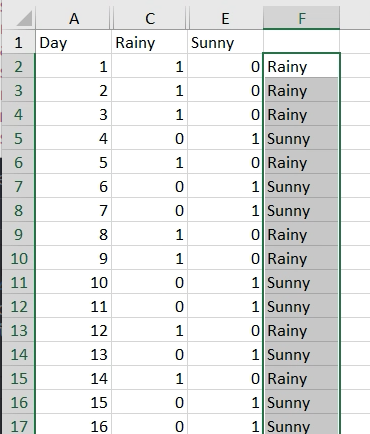 A C E F
1 Day Rainy Sunny
2 1 1 0 Rainy
3 2 1 0 Rainy
4 3 1 0 Rainy
5 4 0 1 Sunny
6 5 1 0 Rainy
7 6 0 1 Sunny
8 7 0 1 Sunny
9 8 1 0 Rainy
10 9 1 0 Rainy
11 10 0 1 Sunny
12 11 0 1 Sunny
13 12 1 0 Rainy
14 13 0 1 Sunny
15 14 1 0 Rainy
16 15 0 1 Sunny
17 16 0 1 Sunny